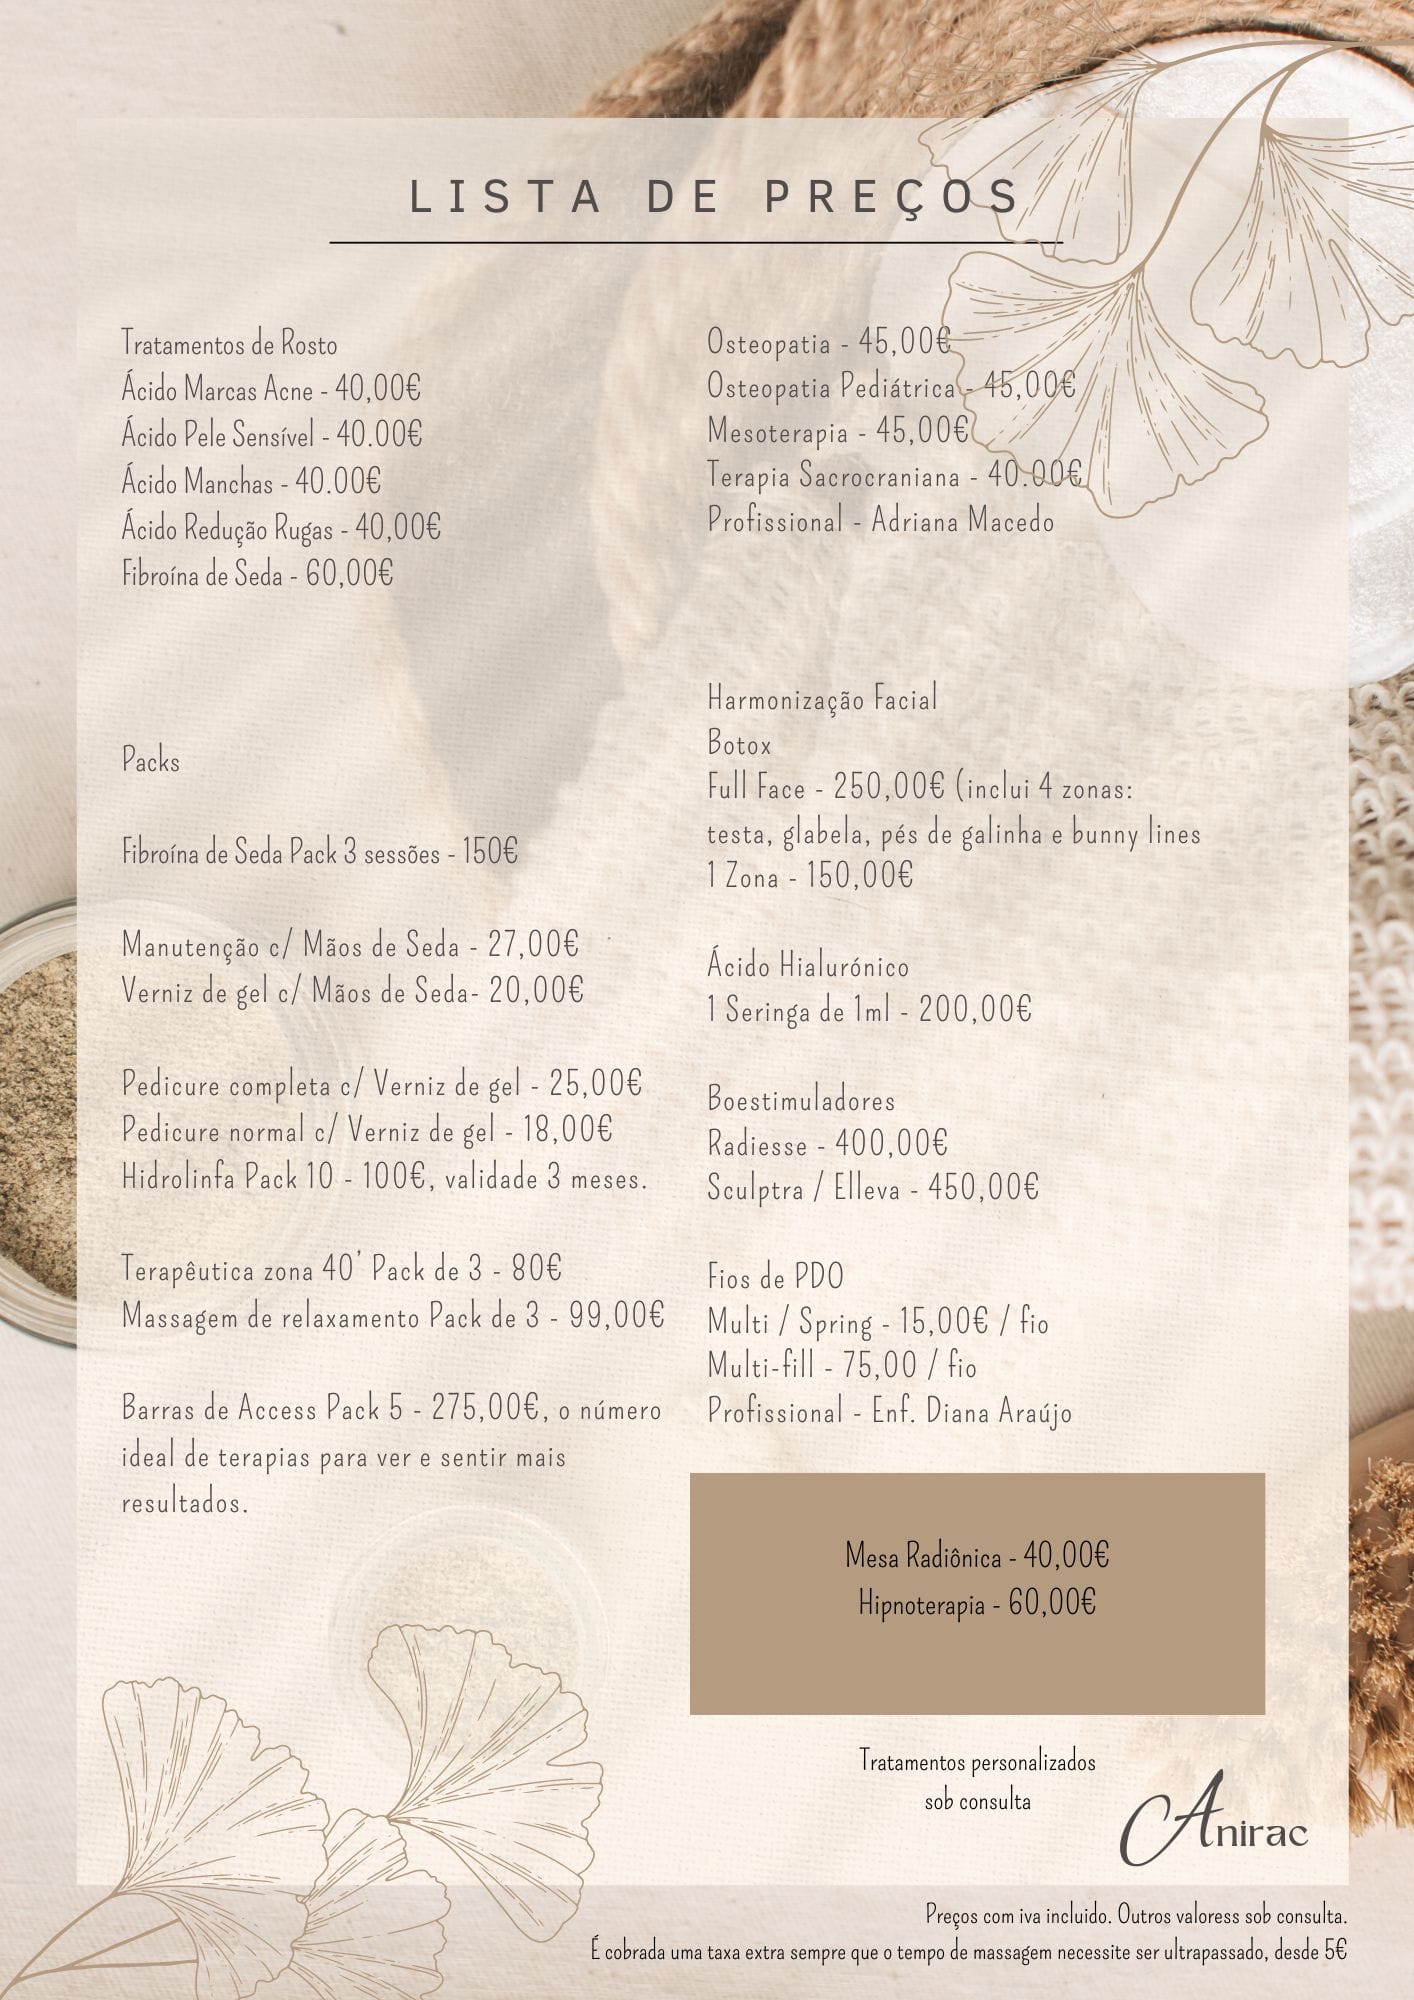 LISTA DE PREÇOS
Tratamentos de Rosto
Ácido Marcas Acne - 40,00€
Ácido Pele Sensível - 40.00€
Ácido Manchas - 40.00€
Ácido Redução Rugas - 40,00€
Fibroína de Seda - 60,00€
Packs
Fibroína de Seda Pack 3 sessões - 150€
Manutenção c/ Mãos de Seda - 27,00€
Verniz de gel c/ Mãos de Seda- 20,00€
Pedicure completa c/ Verniz de gel - 25,00€
Pedicure normal c/ Verniz de gel - 18,00€
Hidrolinfa Pack 10 - 100€, validade 3 meses.
Terapêutica zona 40' Pack de 3 - 80€
Massagem de relaxamento Pack de 3 - 99,00€
Barras de Access Pack 5 - 275,00€, o número
ideal de terapias para ver e sentir mais
resultados.
Osteopatia - 45,00€
Osteopatia Pediátrica - 45,00€
Mesoterapia - 45,00€
Terapia Sacrocraniana - 40.00€
Profissional - Adriana Macedo
Harmonização Facial
Botox
Full Face - 250,00€ (inclui 4 zonas:
testa, glabela, pés de galinha e bunny lines
1 Zona - 150,00€
Ácido Hialurónico
1 Seringa de 1ml - 200,00€
Boestimuladores
Radiesse - 400,00€
Sculptra / Elleva - 450,00€
Fios de PDO
Multi / Spring - 15,00€ / fio
Multi-fill - 75,00 / fio
Profissional - Enf. Diana Araújo
Mesa Radiônica - 40,00€
Hipnoterapia - 60,00€
Tratamentos personalizados
sob consulta
Anirac
Preços com iva incluido. Outros valoress sob consulta.
É cobrada uma taxa extra sempre que o tempo de massagem necessite ser ultrapassado, desde 5€